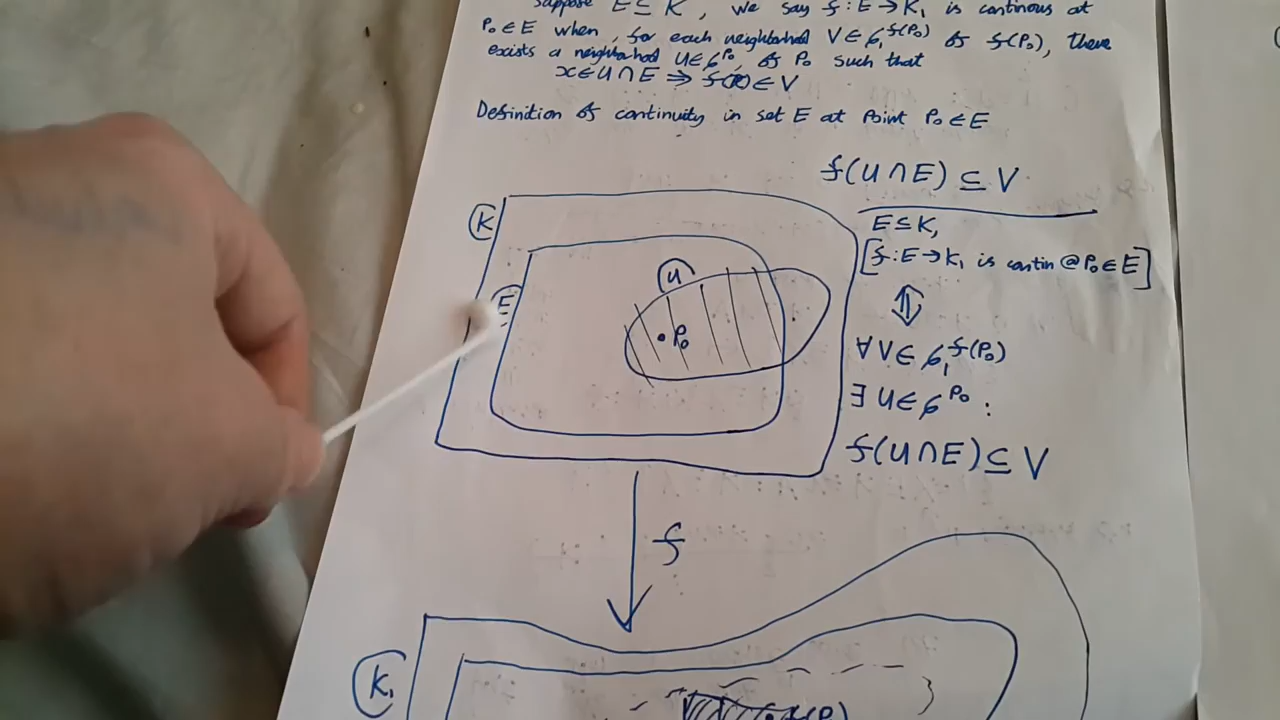 Suppose E ⊆ K, we say f : E → K₁ is continous at
P₀ ∈ E when, for each neighborhood V ∈ 𝒢₁^f(P₀) of f(P₀), there
exists a neighborhood U ∈ 𝒢^P₀, of P₀ such that
x ∈ U ∩ E ⇒ f(x) ∈ V
Definition of continuity in set E at Point P₀ ∈ E
f(U ∩ E) ⊆ V
K
E
U
P₀
E ⊆ K,
[f : E → K₁ is contin @ P₀ ∈ E]
⇕
∀ V ∈ 𝒢₁^f(P₀)
∃ U ∈ 𝒢^P₀ :
f(U ∩ E) ⊆ V
f
K₁
f(P₀)